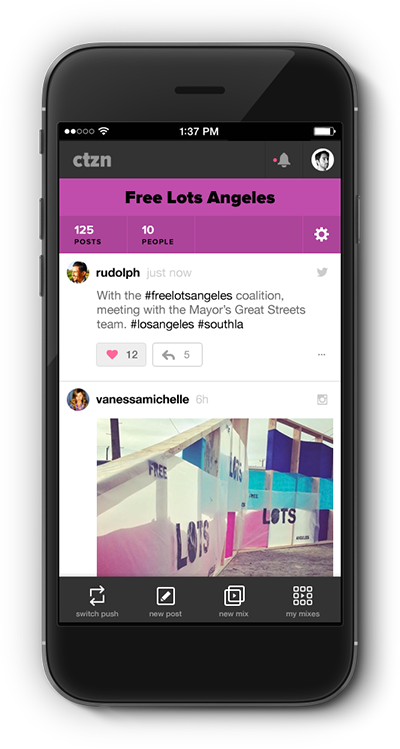 1:37 PM
ctzn
Free Lots Angeles
125
POSTS
10
PEOPLE
rudolph just now
With the #freelotsangeles coalition,
meeting with the Mayor's Great Streets
team. #losangeles #southla
12
5
vanessamichelle 6h
FREE
LOTS
LOTS
LOTS
ANGELES
switch push
new post
new mix
my mixes